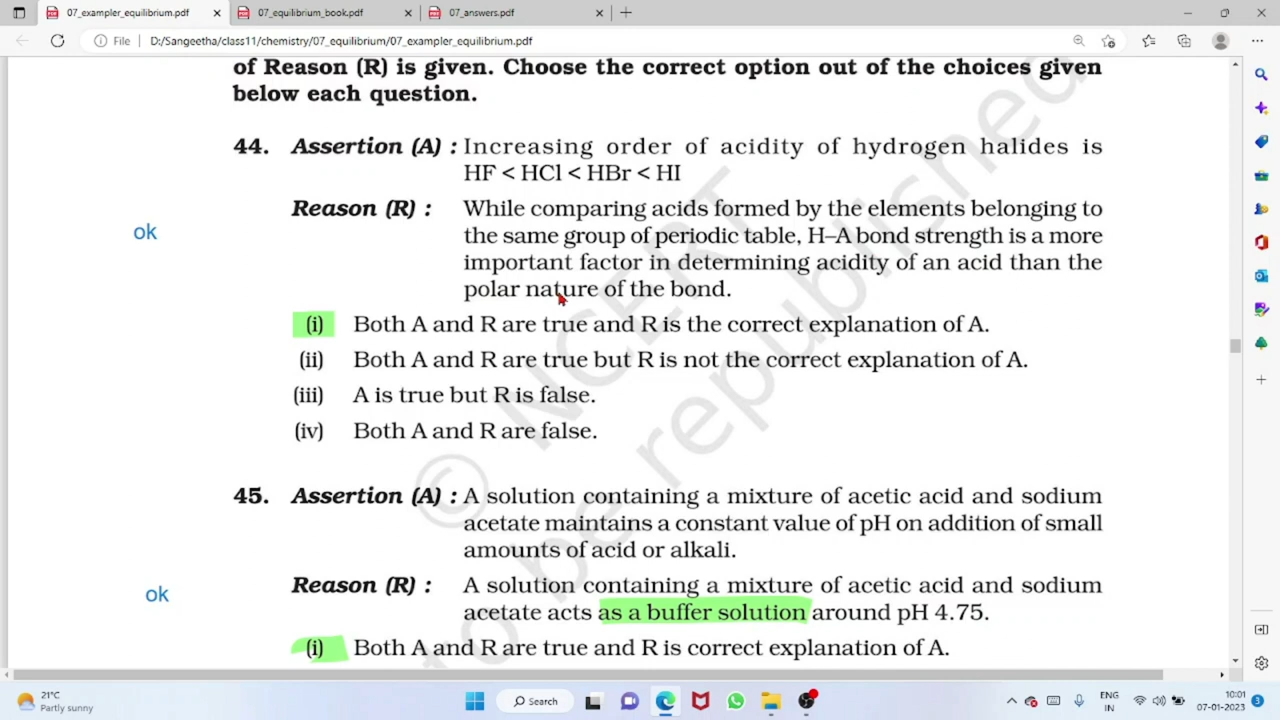 07_exampler_equilibrium.pdf
07_equilibrium_book.pdf
07_answers.pdf
File
D:/Sangeetha/class11/chemistry/07_equilibrium/07_exampler_equilibrium.pdf
of Reason (R) is given. Choose the correct option out of the choices given
below each question.
44. Assertion (A) : Increasing order of acidity of hydrogen halides is
HF < HCl < HBr < HI
Reason (R) : While comparing acids formed by the elements belonging to
the same group of periodic table, H–A bond strength is a more
ok
important factor in determining acidity of an acid than the
polar nature of the bond.
(i) Both A and R are true and R is the correct explanation of A.
(ii) Both A and R are true but R is not the correct explanation of A.
(iii) A is true but R is false.
(iv) Both A and R are false.
45. Assertion (A) : A solution containing a mixture of acetic acid and sodium
acetate maintains a constant value of pH on addition of small
amounts of acid or alkali.
Reason (R) : A solution containing a mixture of acetic acid and sodium
ok
acetate acts as a buffer solution around pH 4.75.
(i) Both A and R are true and R is correct explanation of A.
© NCERT
to be republished
21°C
Partly sunny
Search
ENG
IN
10:01
07-01-2023
3